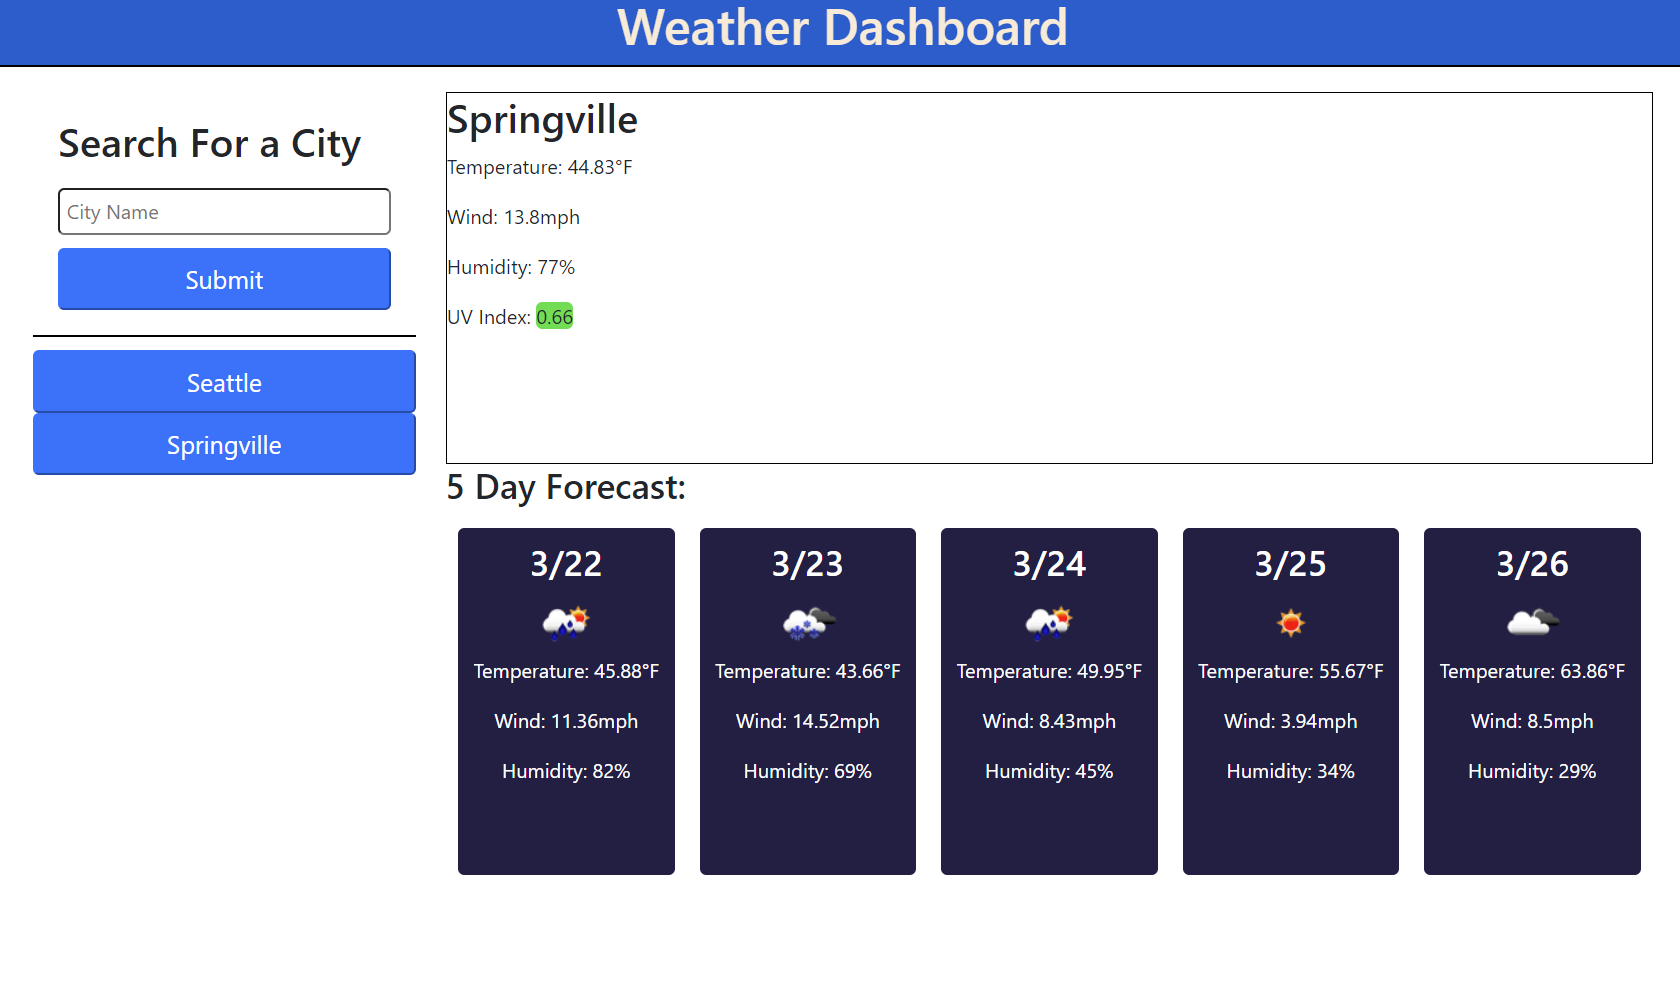 Weather Dashboard
Search For a City
City Name
Submit
Seattle
Springville
Springville
Temperature: 44.83°F
Wind: 13.8mph
Humidity: 77%
UV Index: 0.66
5 Day Forecast:
3/22
Temperature: 45.88°F
Wind: 11.36mph
Humidity: 82%
3/23
Temperature: 43.66°F
Wind: 14.52mph
Humidity: 69%
3/24
Temperature: 49.95°F
Wind: 8.43mph
Humidity: 45%
3/25
Temperature: 55.67°F
Wind: 3.94mph
Humidity: 34%
3/26
Temperature: 63.86°F
Wind: 8.5mph
Humidity: 29%